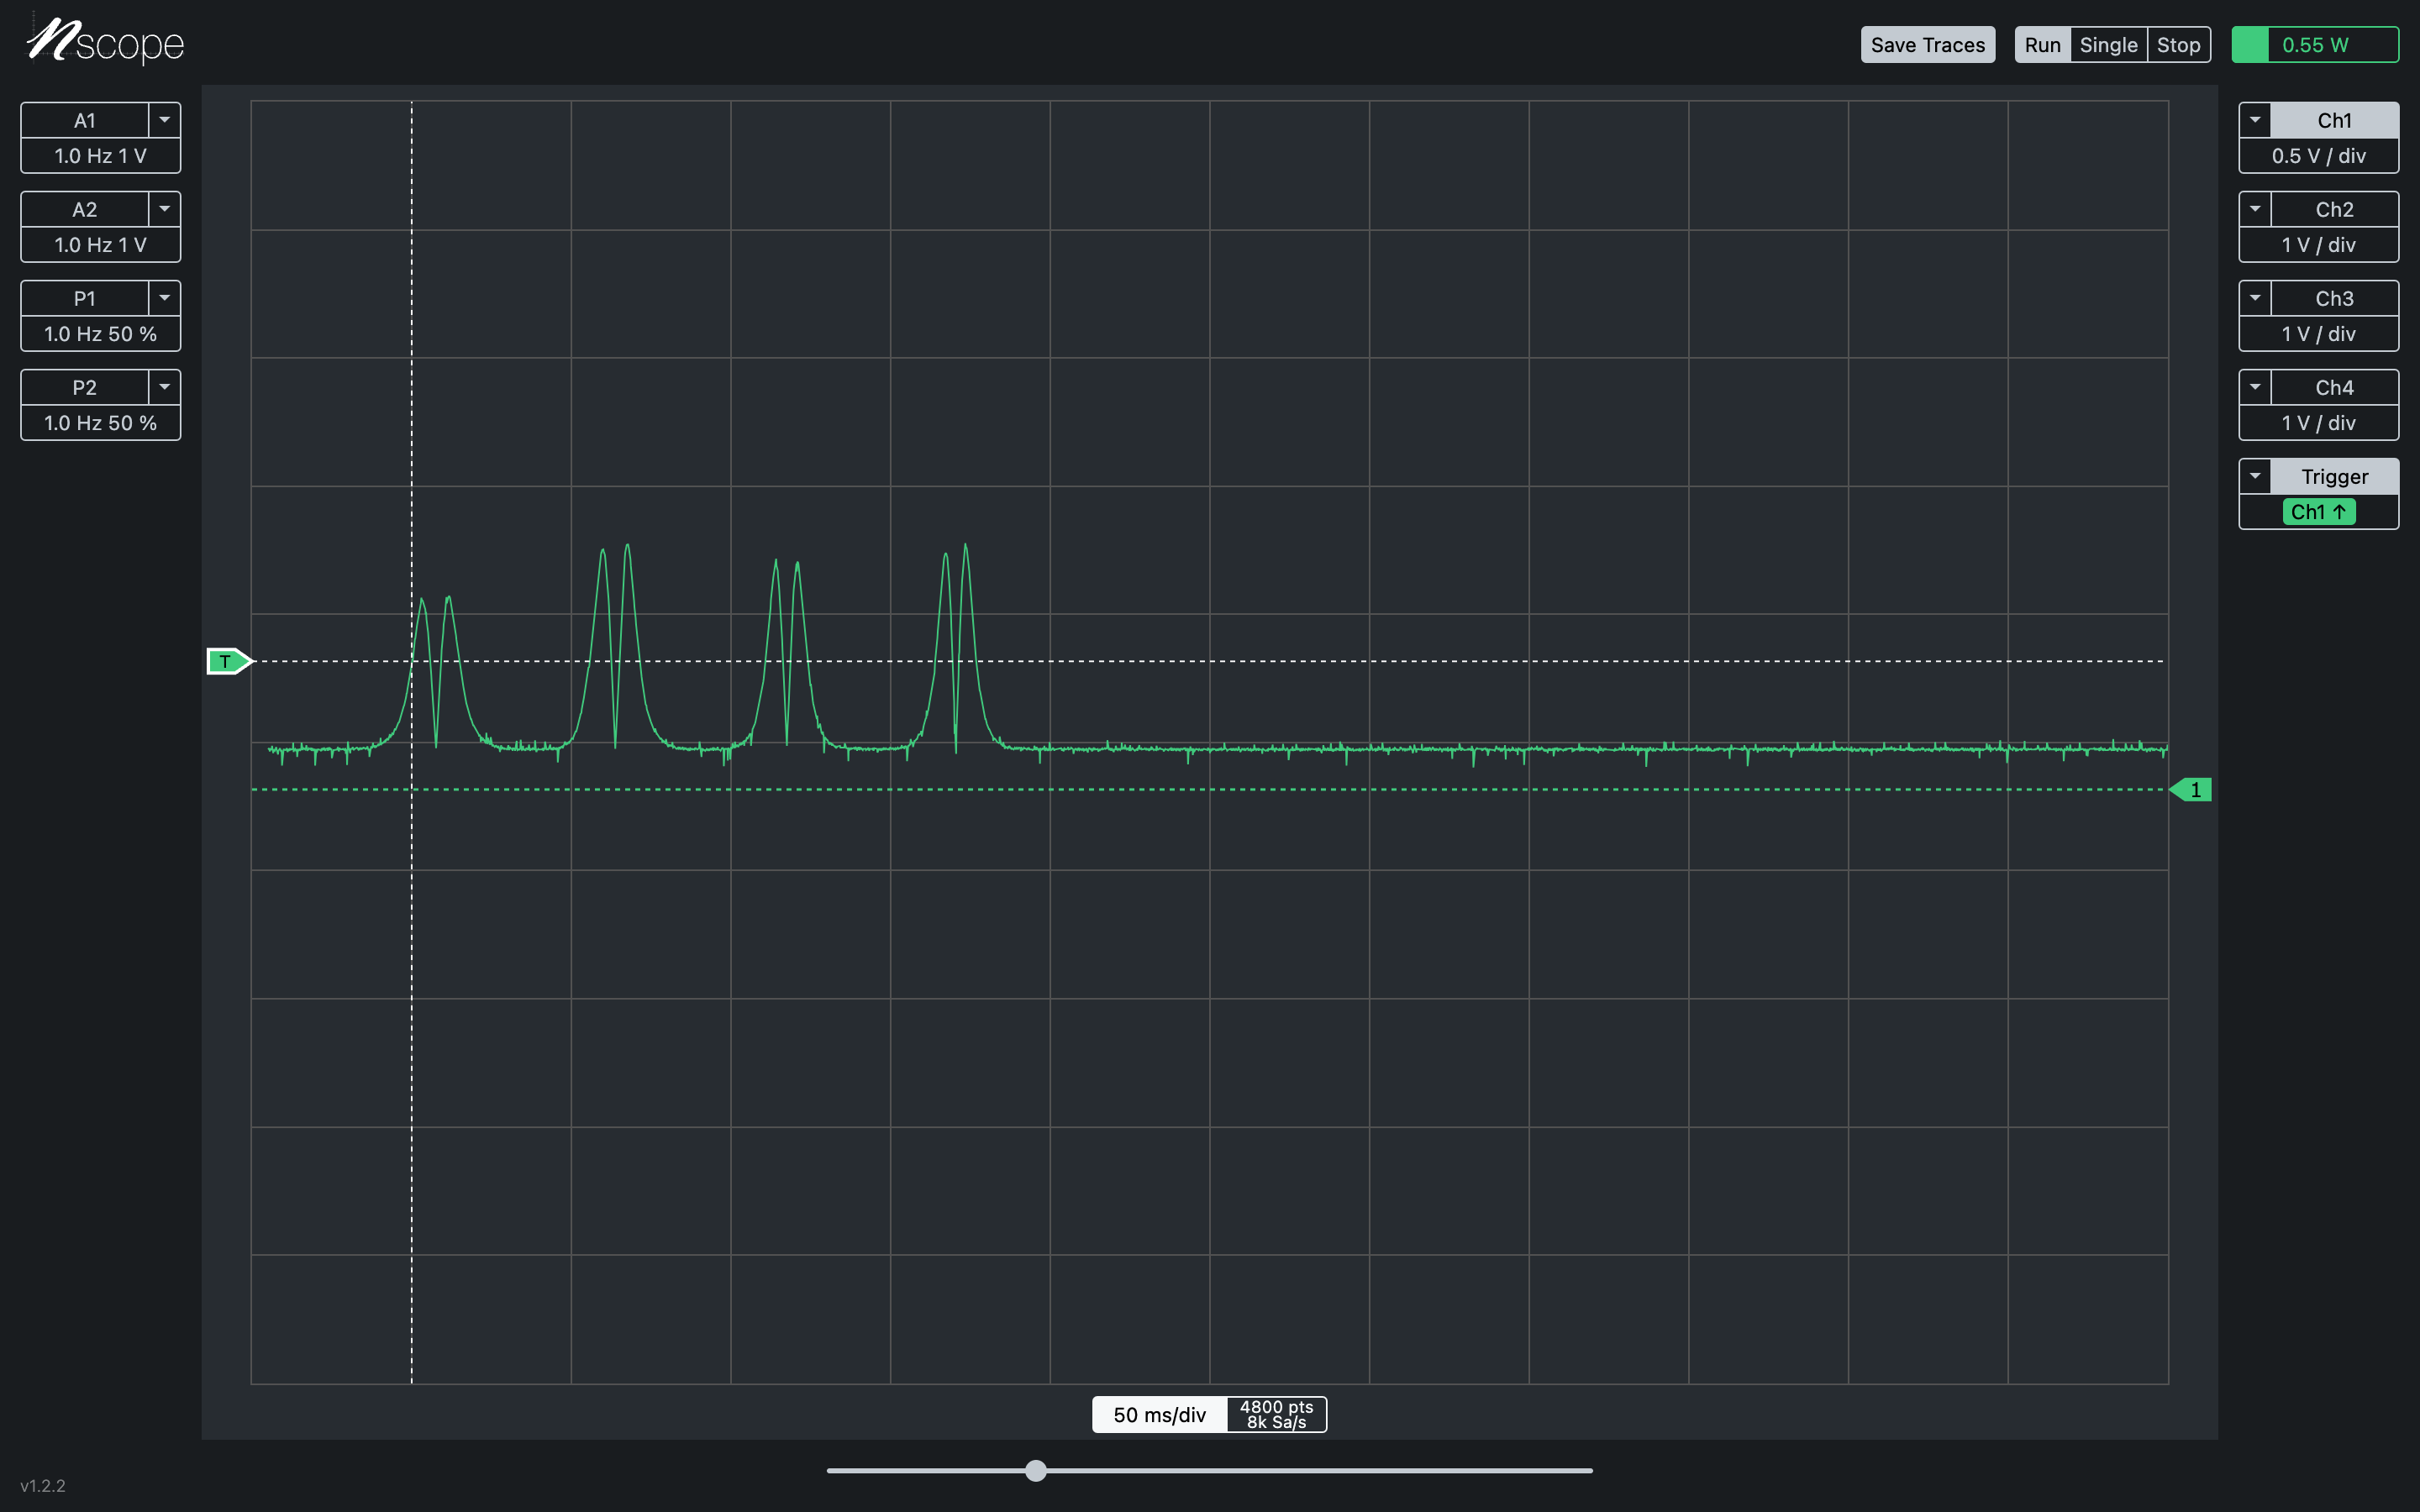 nscope
Save Traces
Run Single Stop
0.55 W
A1
1.0 Hz 1 V
A2
1.0 Hz 1 V
P1
1.0 Hz 50 %
P2
1.0 Hz 50 %
T
1
Ch1
0.5 V / div
Ch2
1 V / div
Ch3
1 V / div
Ch4
1 V / div
Trigger
Ch1 ↑
50 ms/div
4800 pts
8k Sa/s
v1.2.2